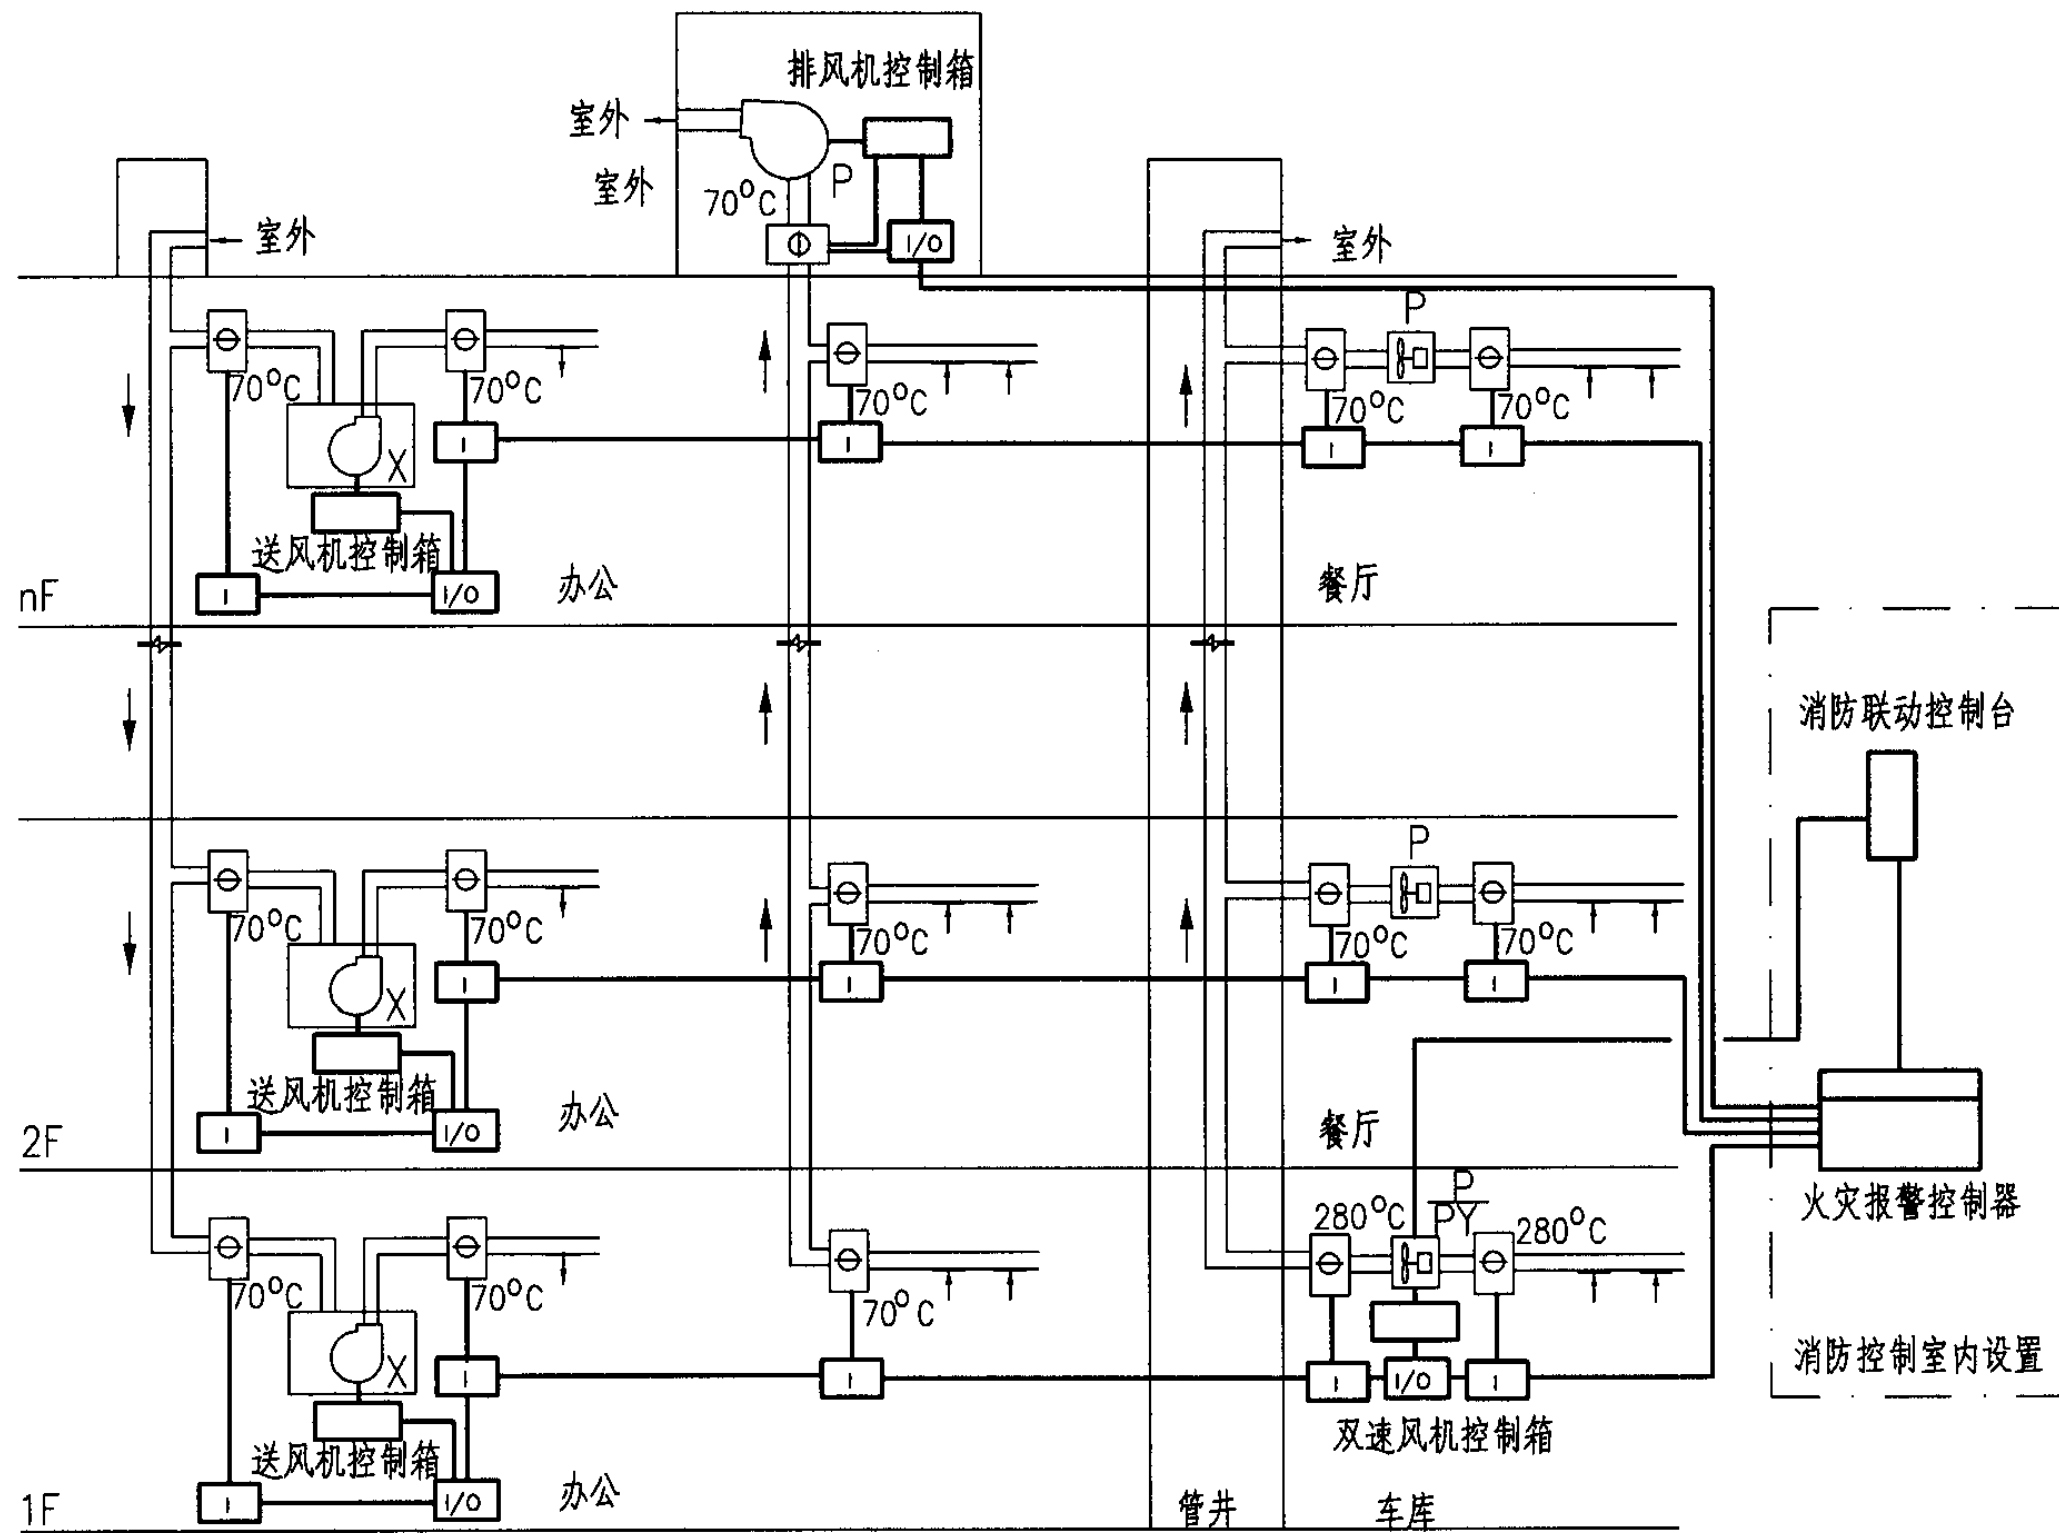 排风机控制箱
室外
室外
P
70°C
I/O
室外
室外
P
70°C
70°C
70°C
70°C
70°C
I
I
I
I
X
送风机控制箱
I
I/O
办公
餐厅
nF
消防联动控制台
P
70°C
70°C
70°C
70°C
70°C
I
I
I
I
X
送风机控制箱
I
I/O
办公
餐厅
2F
火灾报警控制器
P
PY
280°C
280°C
70°C
70°C
70°C
X
I
I
I
I/O
I
消防控制室内设置
双速风机控制箱
送风机控制箱
I
I/O
办公
管井
车库
1F